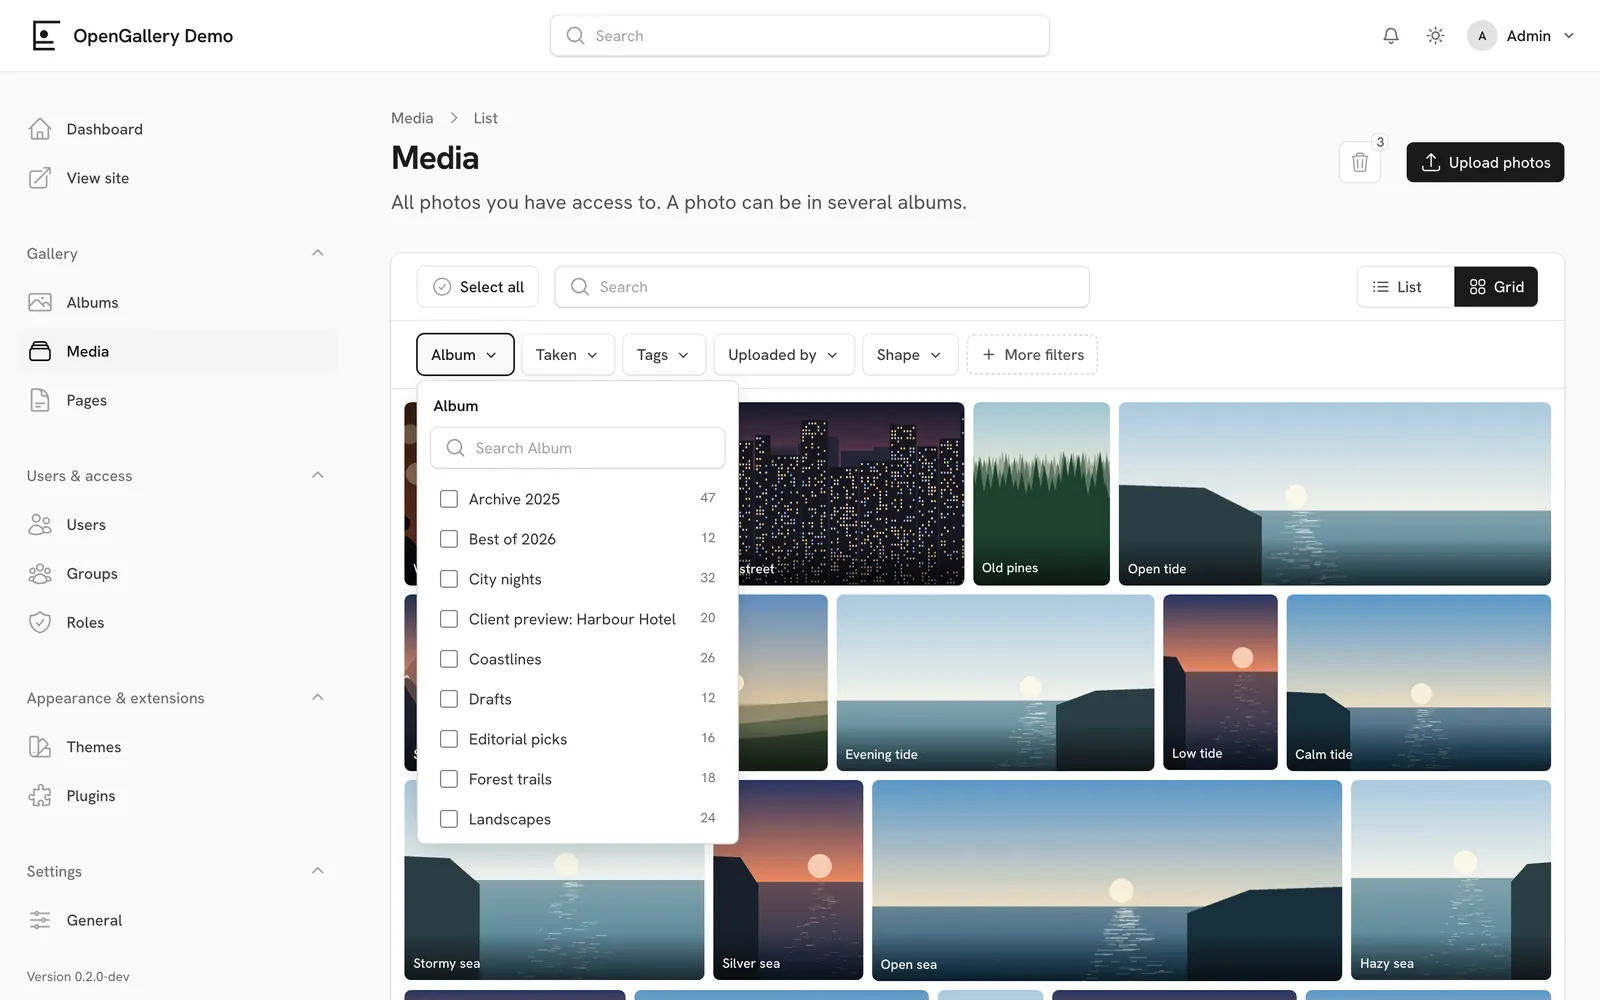 OpenGallery Demo
Search
A
Admin
Dashboard
View site
Gallery
Albums
Media
Pages
Users & access
Users
Groups
Roles
Appearance & extensions
Themes
Plugins
Settings
General
Version 0.2.0-dev
Media > List
Media
All photos you have access to. A photo can be in several albums.
3
Upload photos
Select all
Search
List
Grid
Album
Taken
Tags
Uploaded by
Shape
+ More filters
Album
Search Album
Archive 2025 47
Best of 2026 12
City nights 32
Client preview: Harbour Hotel 20
Coastlines 26
Drafts 12
Editorial picks 16
Forest trails 18
Landscapes 24
street
Old pines
Open tide
Evening tide
Low tide
Calm tide
Stormy sea
Silver sea
Open sea
Hazy sea